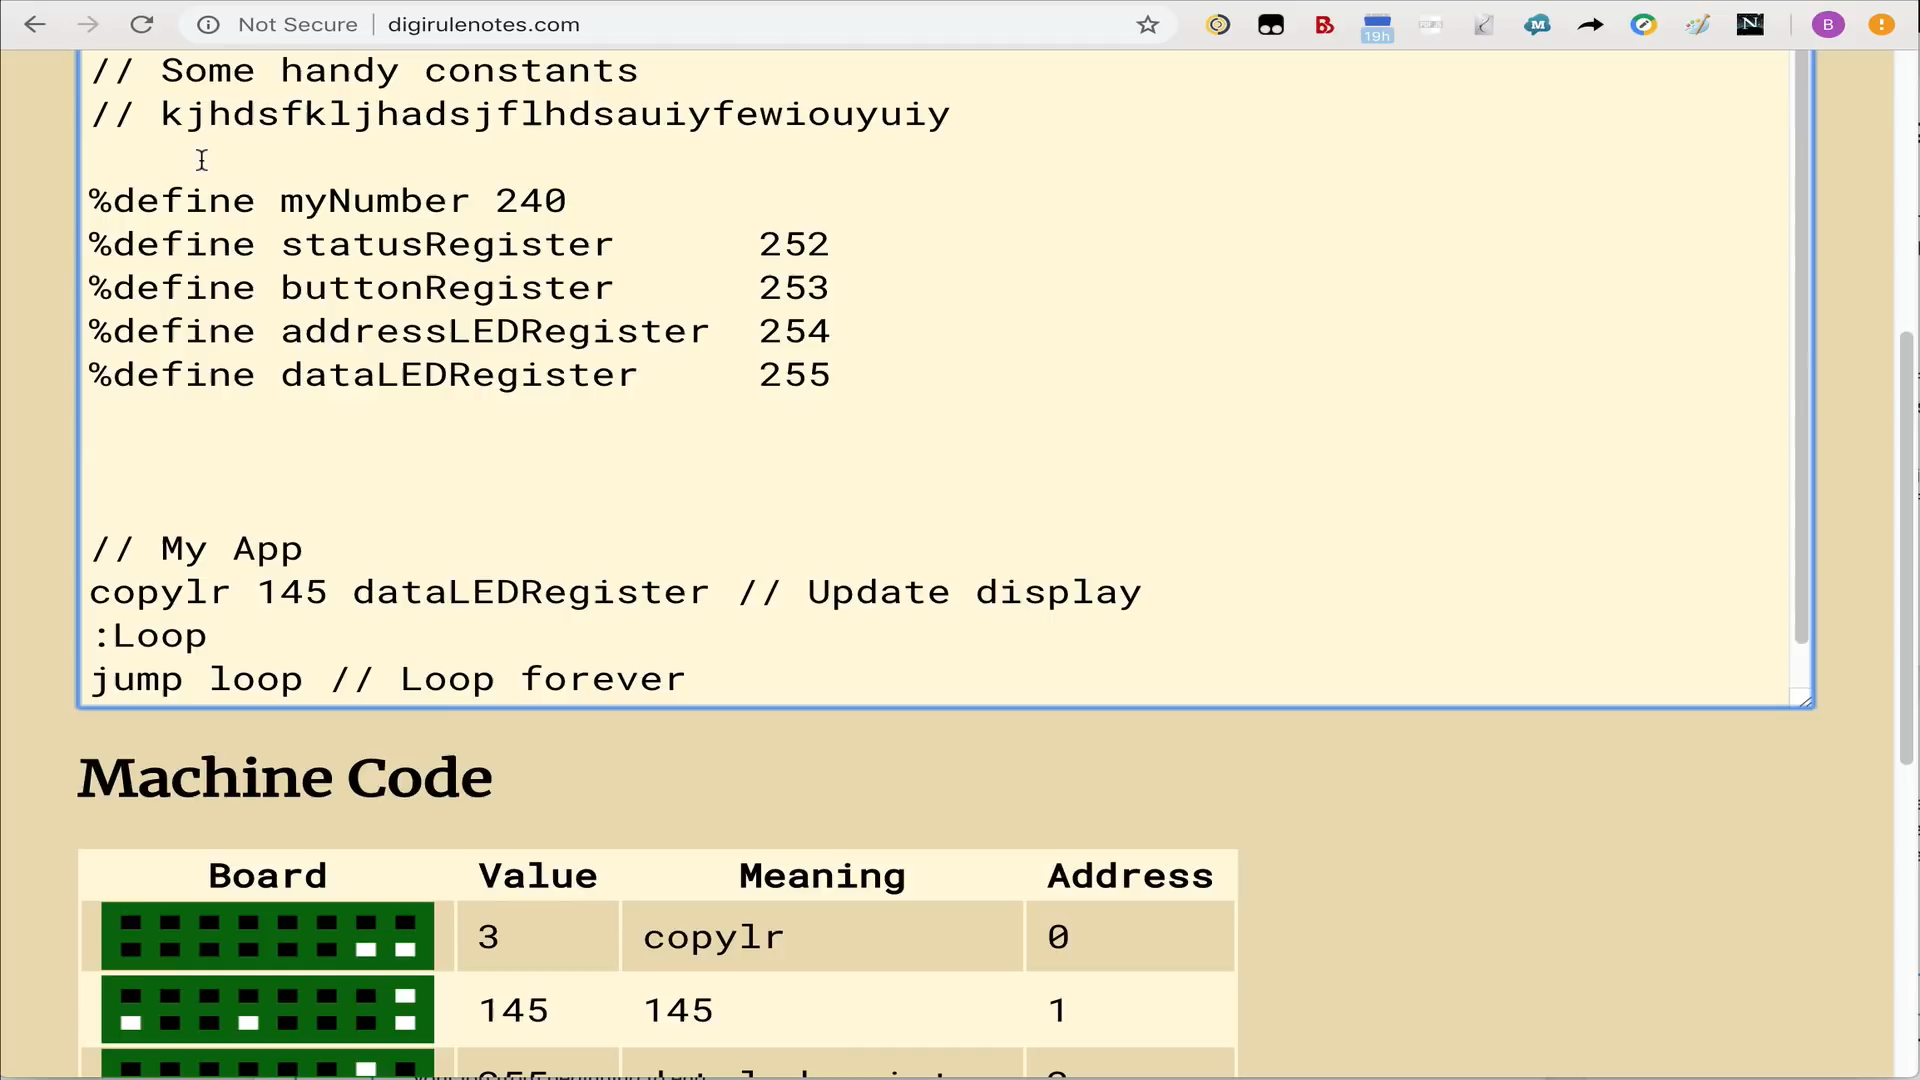 Not Secure digirulenotes.com
19h
B
// Some handy constants
// kjhdsfkljhadsjflhdsauiyfewiouyuiy
%define myNumber 240
%define statusRegister 252
%define buttonRegister 253
%define addressLEDRegister 254
%define dataLEDRegister 255
// My App
copylr 145 dataLEDRegister // Update display
:Loop
jump loop // Loop forever
Machine Code
Board Value Meaning Address
3 copylr 0
145 145 1